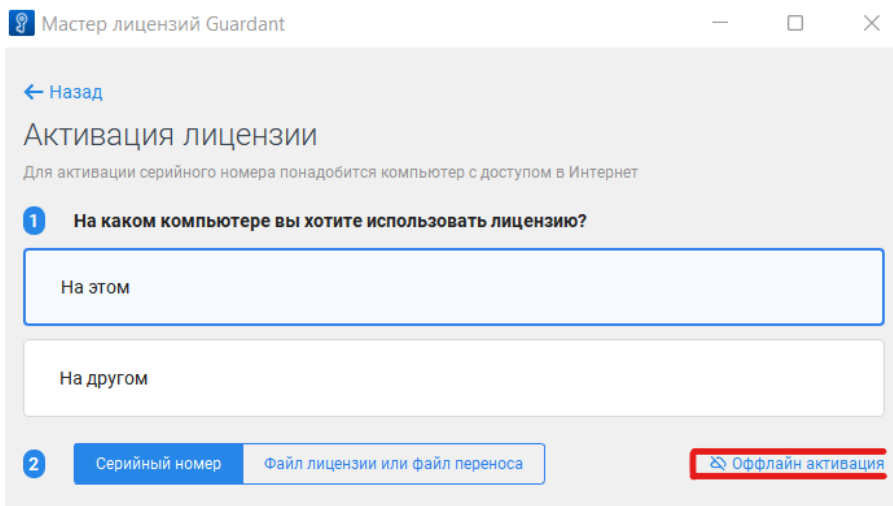 Мастер лицензий Guardant
Назад
Активация лицензии
Для активации серийного номера понадобится компьютер с доступом в Интернет
1 На каком компьютере вы хотите использовать лицензию?
На этом
На другом
2 Серийный номер Файл лицензии или файл переноса Оффлайн активация